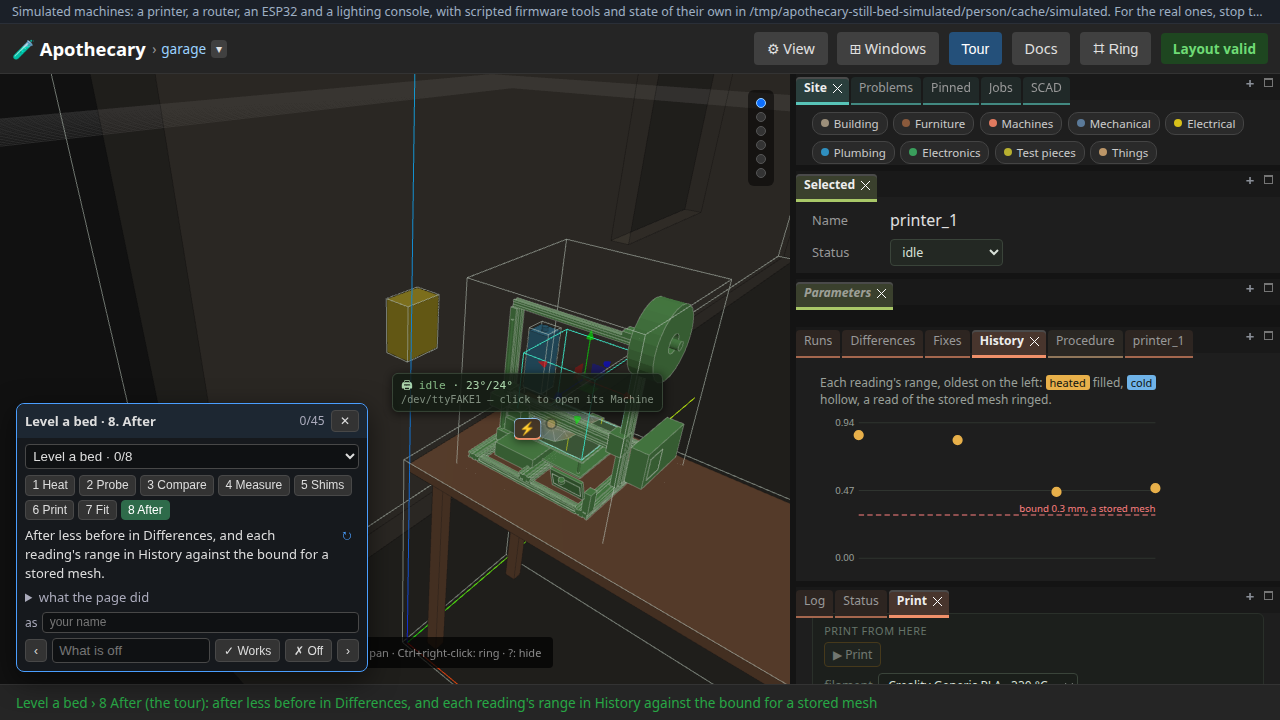 Simulated machines: a printer, a router, an ESP32 and a lighting console, with scripted firmware tools and state of their own in /tmp/apothecary-still-bed-simulated/person/cache/simulated. For the real ones, stop t...
Apothecary › garage ▾
⚙ View
⊞ Windows
Tour
Docs
Ring
Layout valid
Site
Problems
Pinned
Jobs
SCAD
Building
Furniture
Machines
Mechanical
Electrical
Plumbing
Electronics
Test pieces
Things
Selected
Name printer_1
Status idle
Parameters
Runs
Differences
Fixes
History
Procedure
printer_1
Each reading's range, oldest on the left: heated filled, cold
hollow, a read of the stored mesh ringed.
0.94
0.47
bound 0.3 mm, a stored mesh
0.00
idle · 23°/24°
/dev/ttyFAKE1 — click to open its Machine
Level a bed · 8. After 0/45 ✕
Level a bed · 0/8
1 Heat
2 Probe
3 Compare
4 Measure
5 Shims
6 Print
7 Fit
8 After
After less before in Differences, and each
reading's range in History against the bound for a
stored mesh.
▶ what the page did
as your name
‹ What is off ✓ Works ✗ Off ›
pan · Ctrl+right-click: ring · ?: hide
Log
Status
Print
PRINT FROM HERE
▶ Print
filament Creality Generic PLA · 220 °C
Level a bed › 8 After (the tour): after less before in Differences, and each reading's range in History against the bound for a stored mesh